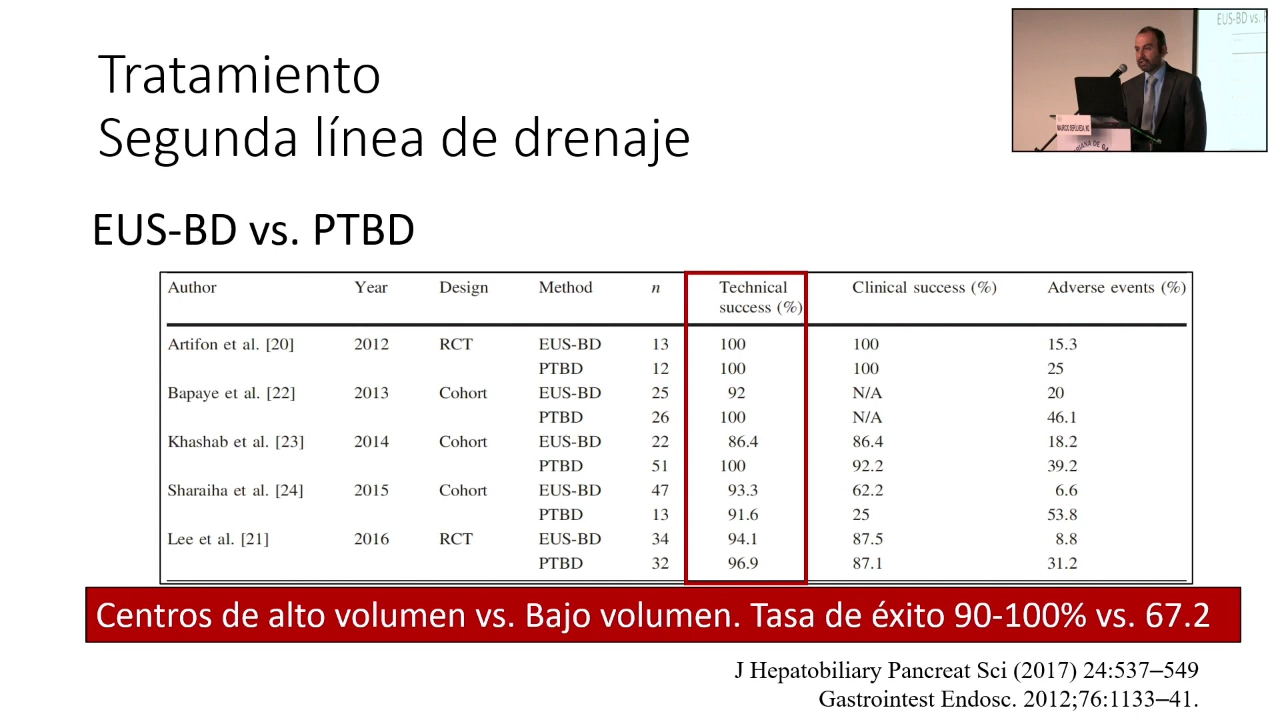 Tratamiento
Segunda línea de drenaje
EUS-BD vs.
MAURICIO SEPULVEDA, MD
EUS-BD vs. PTBD
Author Year Design Method n Technical success (%) Clinical success (%) Adverse events (%)
Artifon et al. [20] 2012 RCT EUS-BD 13 100 100 15.3
PTBD 12 100 100 25
Bapaye et al. [22] 2013 Cohort EUS-BD 25 92 N/A 20
PTBD 26 100 N/A 46.1
Khashab et al. [23] 2014 Cohort EUS-BD 22 86.4 86.4 18.2
PTBD 51 100 92.2 39.2
Sharaiha et al. [24] 2015 Cohort EUS-BD 47 93.3 62.2 6.6
PTBD 13 91.6 25 53.8
Lee et al. [21] 2016 RCT EUS-BD 34 94.1 87.5 8.8
PTBD 32 96.9 87.1 31.2
Centros de alto volumen vs. Bajo volumen. Tasa de éxito 90-100% vs. 67.2
J Hepatobiliary Pancreat Sci (2017) 24:537–549
Gastrointest Endosc. 2012;76:1133–41.